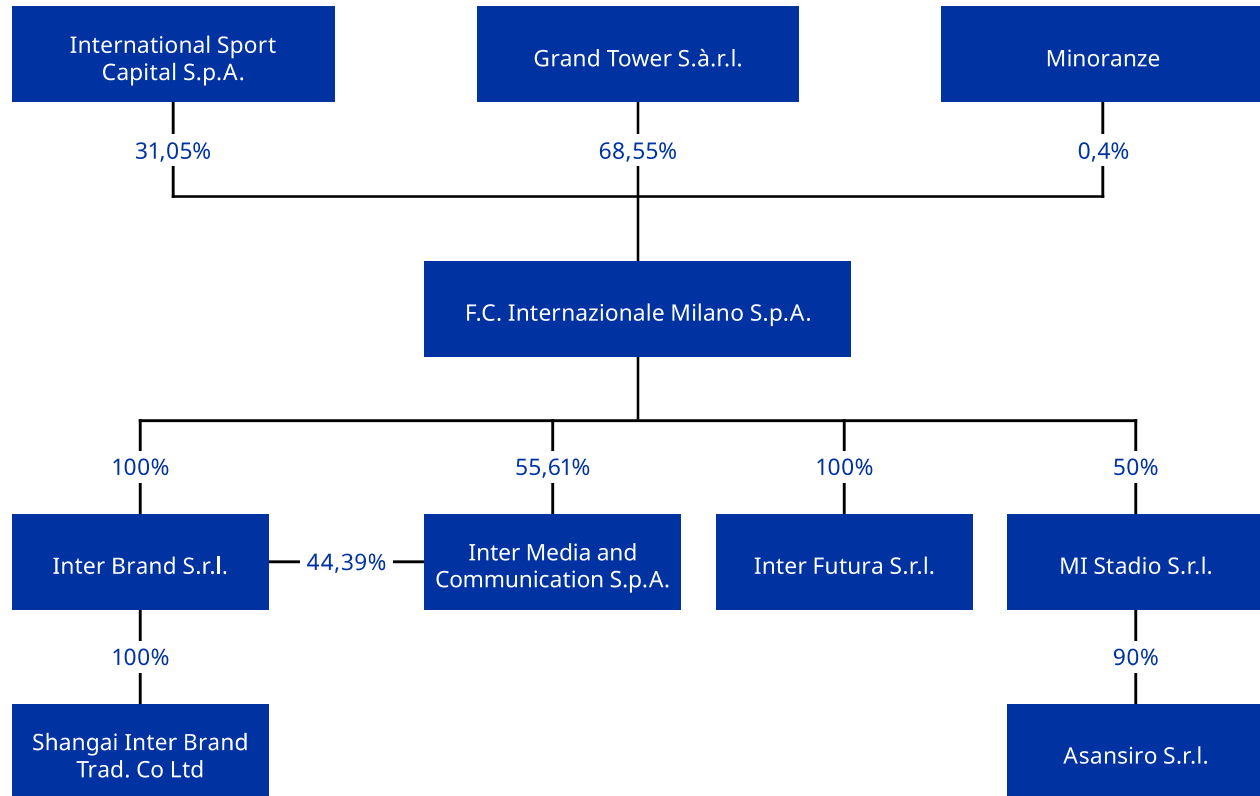 International Sport
Capital S.p.A.
Grand Tower S.à.r.l.
Minoranze
31,05%
68,55%
0,4%
F.C. Internazionale Milano S.p.A.
100%
55,61%
100%
50%
Inter Brand S.r.l.
44,39%
Inter Media and
Communication S.p.A.
Inter Futura S.r.l.
MI Stadio S.r.l.
100%
90%
Shangai Inter Brand
Trad. Co Ltd
Asansiro S.r.l.